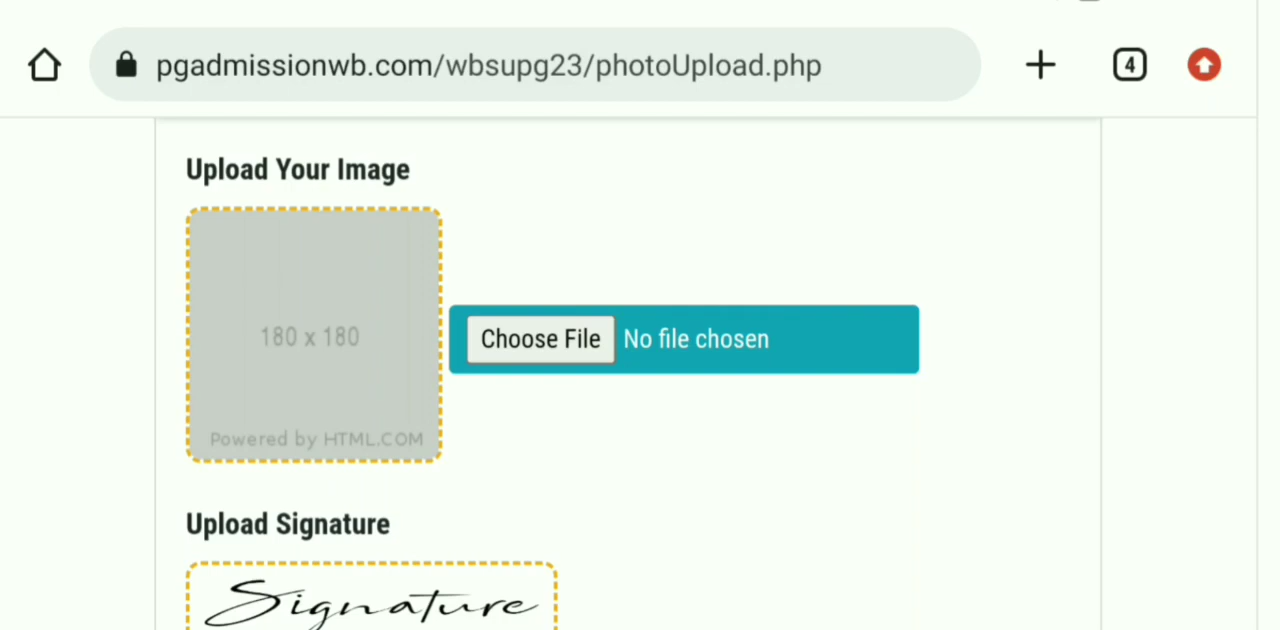 pgadmissionwb.com/wbsupg23/photoUpload.php
4
Upload Your Image
180 x 180
Choose File No file chosen
Powered by HTML.COM
Upload Signature
Signature